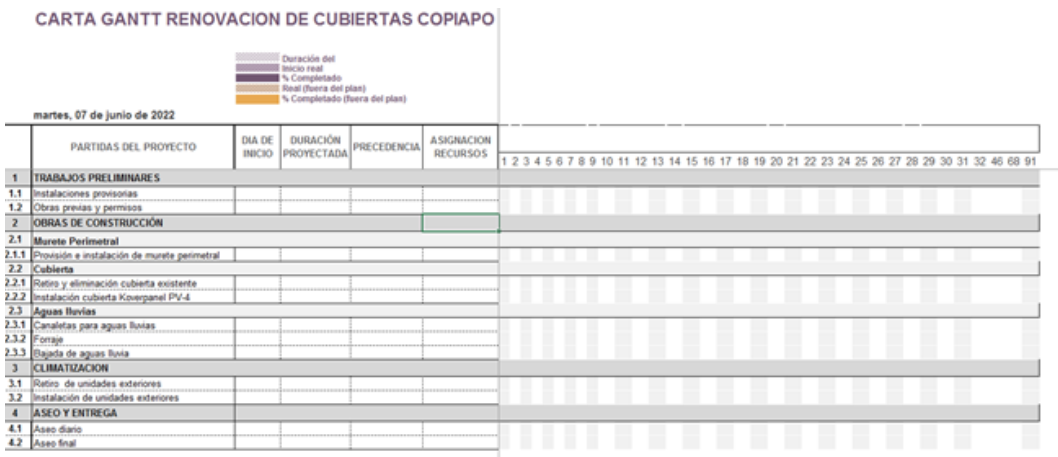 CARTA GANTT RENOVACION DE CUBIERTAS COPIAPO
Duración del
Inicio real
% Completado
Real (fuera del plan)
% Completado (fuera del plan)
martes, 07 de junio de 2022
PARTIDAS DEL PROYECTO DIA DE INICIO DURACIÓN PROYECTADA PRECEDENCIA ASIGNACION RECURSOS
1 2 3 4 5 6 7 8 9 10 11 12 13 14 15 16 17 18 19 20 21 22 23 24 25 26 27 28 29 30 31 32 46 68 91
1 TRABAJOS PRELIMINARES
1.1 Instalaciones provisorias
1.2 Obras previas y permisos
2 OBRAS DE CONSTRUCCIÓN
2.1 Murete Perimetral
2.1.1 Provisión e instalación de murete perimetral
2.2 Cubierta
2.2.1 Retiro y eliminación cubierta existente
2.2.2 Instalación cubierta Koverpanel PV-4
2.3 Aguas lluvias
2.3.1 Canaletas para aguas lluvias
2.3.2 Forraje
2.3.3 Bajada de aguas lluvia
3 CLIMATIZACION
3.1 Retiro de unidades exteriores
3.2 Instalación de unidades exteriores
4 ASEO Y ENTREGA
4.1 Aseo diario
4.2 Aseo final